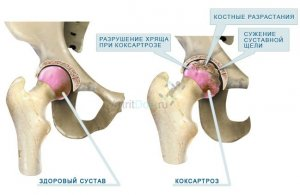 КОСТНЫЕ РАЗРАСТАНИЯ
РАЗРУШЕНИЕ ХРЯЩА
ПРИ КОКСАРТРОЗЕ
СУЖЕНИЕ
СУСТАВНОЙ
ЩЕЛИ
ЗДОРОВЫЙ СУСТАВ
КОКСАРТРОЗ